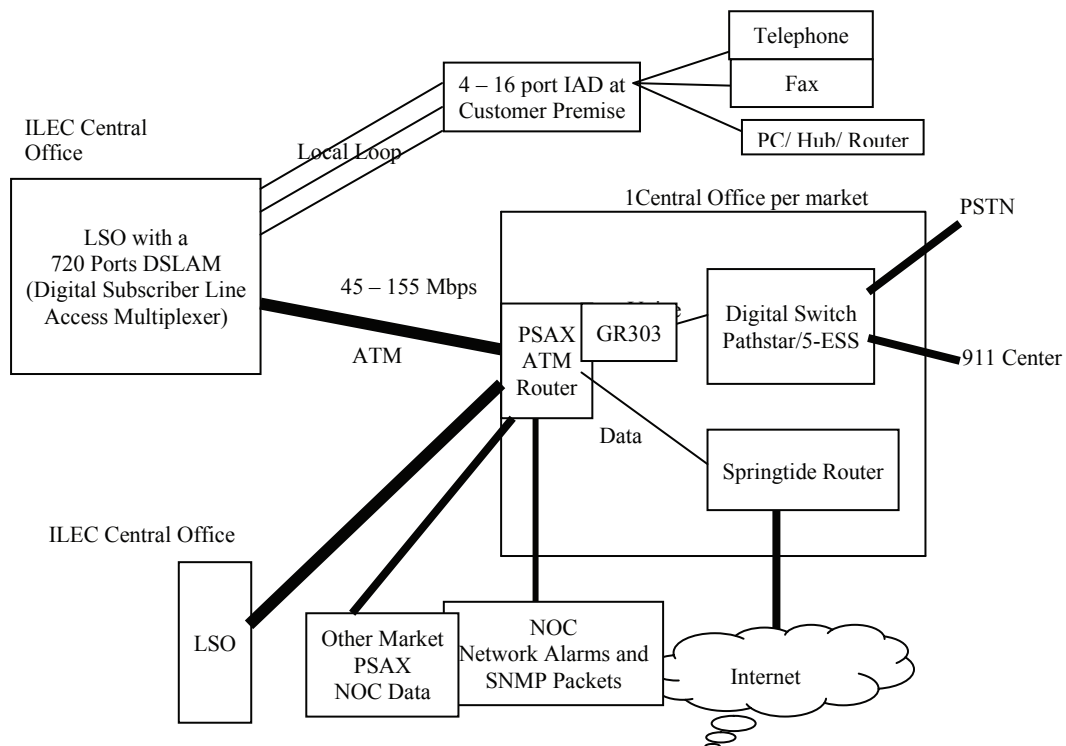 Telephone
4 – 16 port IAD at
Customer Premise
Fax
PC/ Hub/ Router
ILEC Central
Office
Local Loop
1Central Office per market
PSTN
LSO with a
720 Ports DSLAM
(Digital Subscriber Line
Access Multiplexer)
45 – 155 Mbps
ATM
PSAX
ATM
Router
GR303
Digital Switch
Pathstar/5-ESS
911 Center
Data
Springtide Router
ILEC Central Office
LSO
Other Market
PSAX
NOC Data
NOC
Network Alarms and
SNMP Packets
Internet